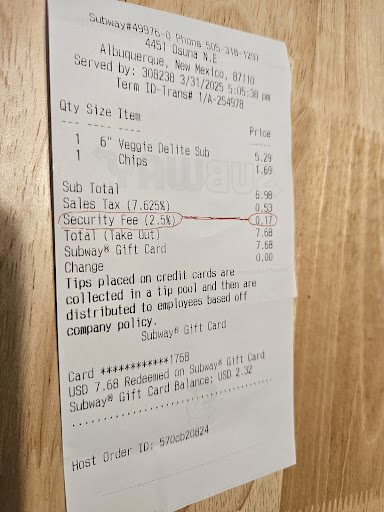 Subway#49976-0 Phone 505-318-1297
4451 Osuna N.E
Albuquerque, New Mexico, 87110
Served by: 308238 3/31/2025 5:05:38 pm
Term ID-Trans# 1/A-254978
Qty Size Item Price
1 6" Veggie Delite Sub 5.29
1 Chips 1.69
Sub Total 6.98
Sales Tax (7.625%) 0.53
Security Fee (2.5%) 0.17
Total (Take Out) 7.68
Subway® Gift Card 7.68
Change 0.00
Tips placed on credit cards are
collected in a tip pool and then are
distributed to employees based off
company policy.
Subway® Gift Card
Card ************1768
USD 7.68 Redeemed on Subway® Gift Card
Subway® Gift Card Balance: USD 2.32
Host Order ID: 570cb20824